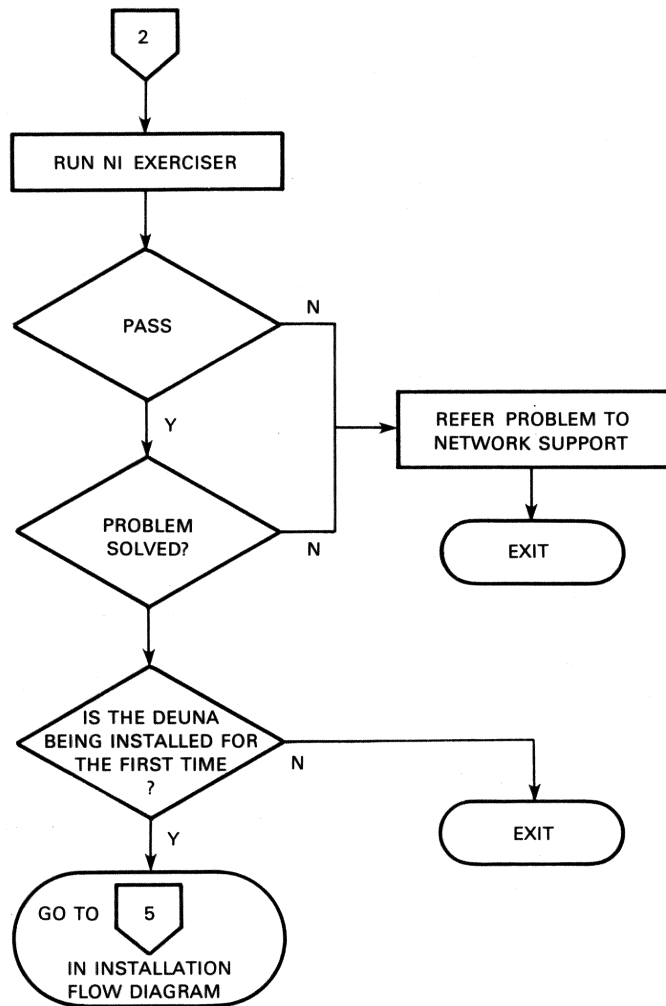 2
RUN NI EXERCISER
PASS
N
Y
REFER PROBLEM TO
NETWORK SUPPORT
PROBLEM
SOLVED?
N
EXIT
IS THE DEUNA
BEING INSTALLED FOR
THE FIRST TIME
?
N
Y
EXIT
GO TO 5
IN INSTALLATION
FLOW DIAGRAM